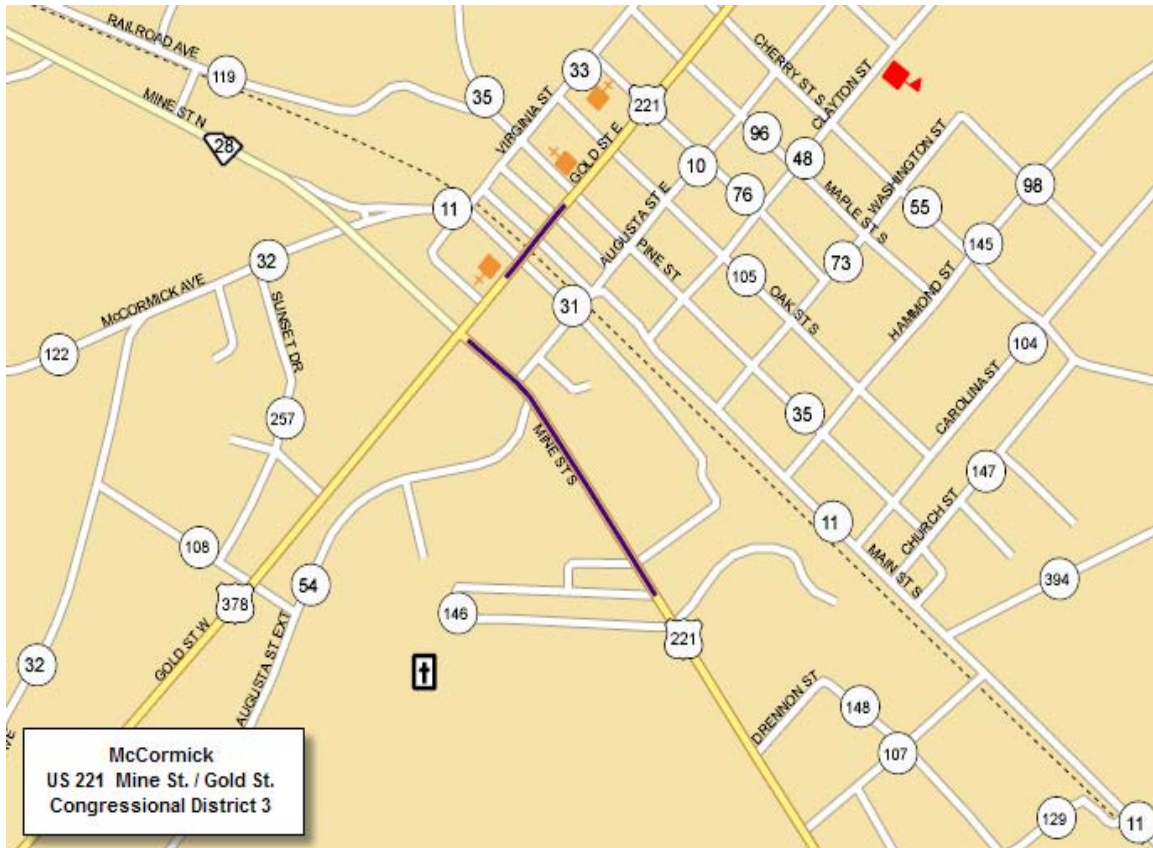 RAILROAD AVE
119
MINE ST N
28
35
33
VIRGINIA ST
221
GOLD ST E
CHERRY ST S
CLAYTON ST
96
48
10
76
WASHINGTON ST
MAPLE ST S
55
98
145
73
11
AUGUSTA ST E
PINE ST
105
OAK ST S
HAMMOND ST
32
McCORMICK AVE
SUNSET DR
122
31
104
CAROLINA ST
257
35
MINE ST S
147
CHURCH ST
11
MAIN ST S
108
54
378
394
146
221
GOLD ST W
AUGUSTA ST EXT
32
AVE
DRENNON ST
148
107
129
11
McCormick
US 221 Mine St. / Gold St.
Congressional District 3